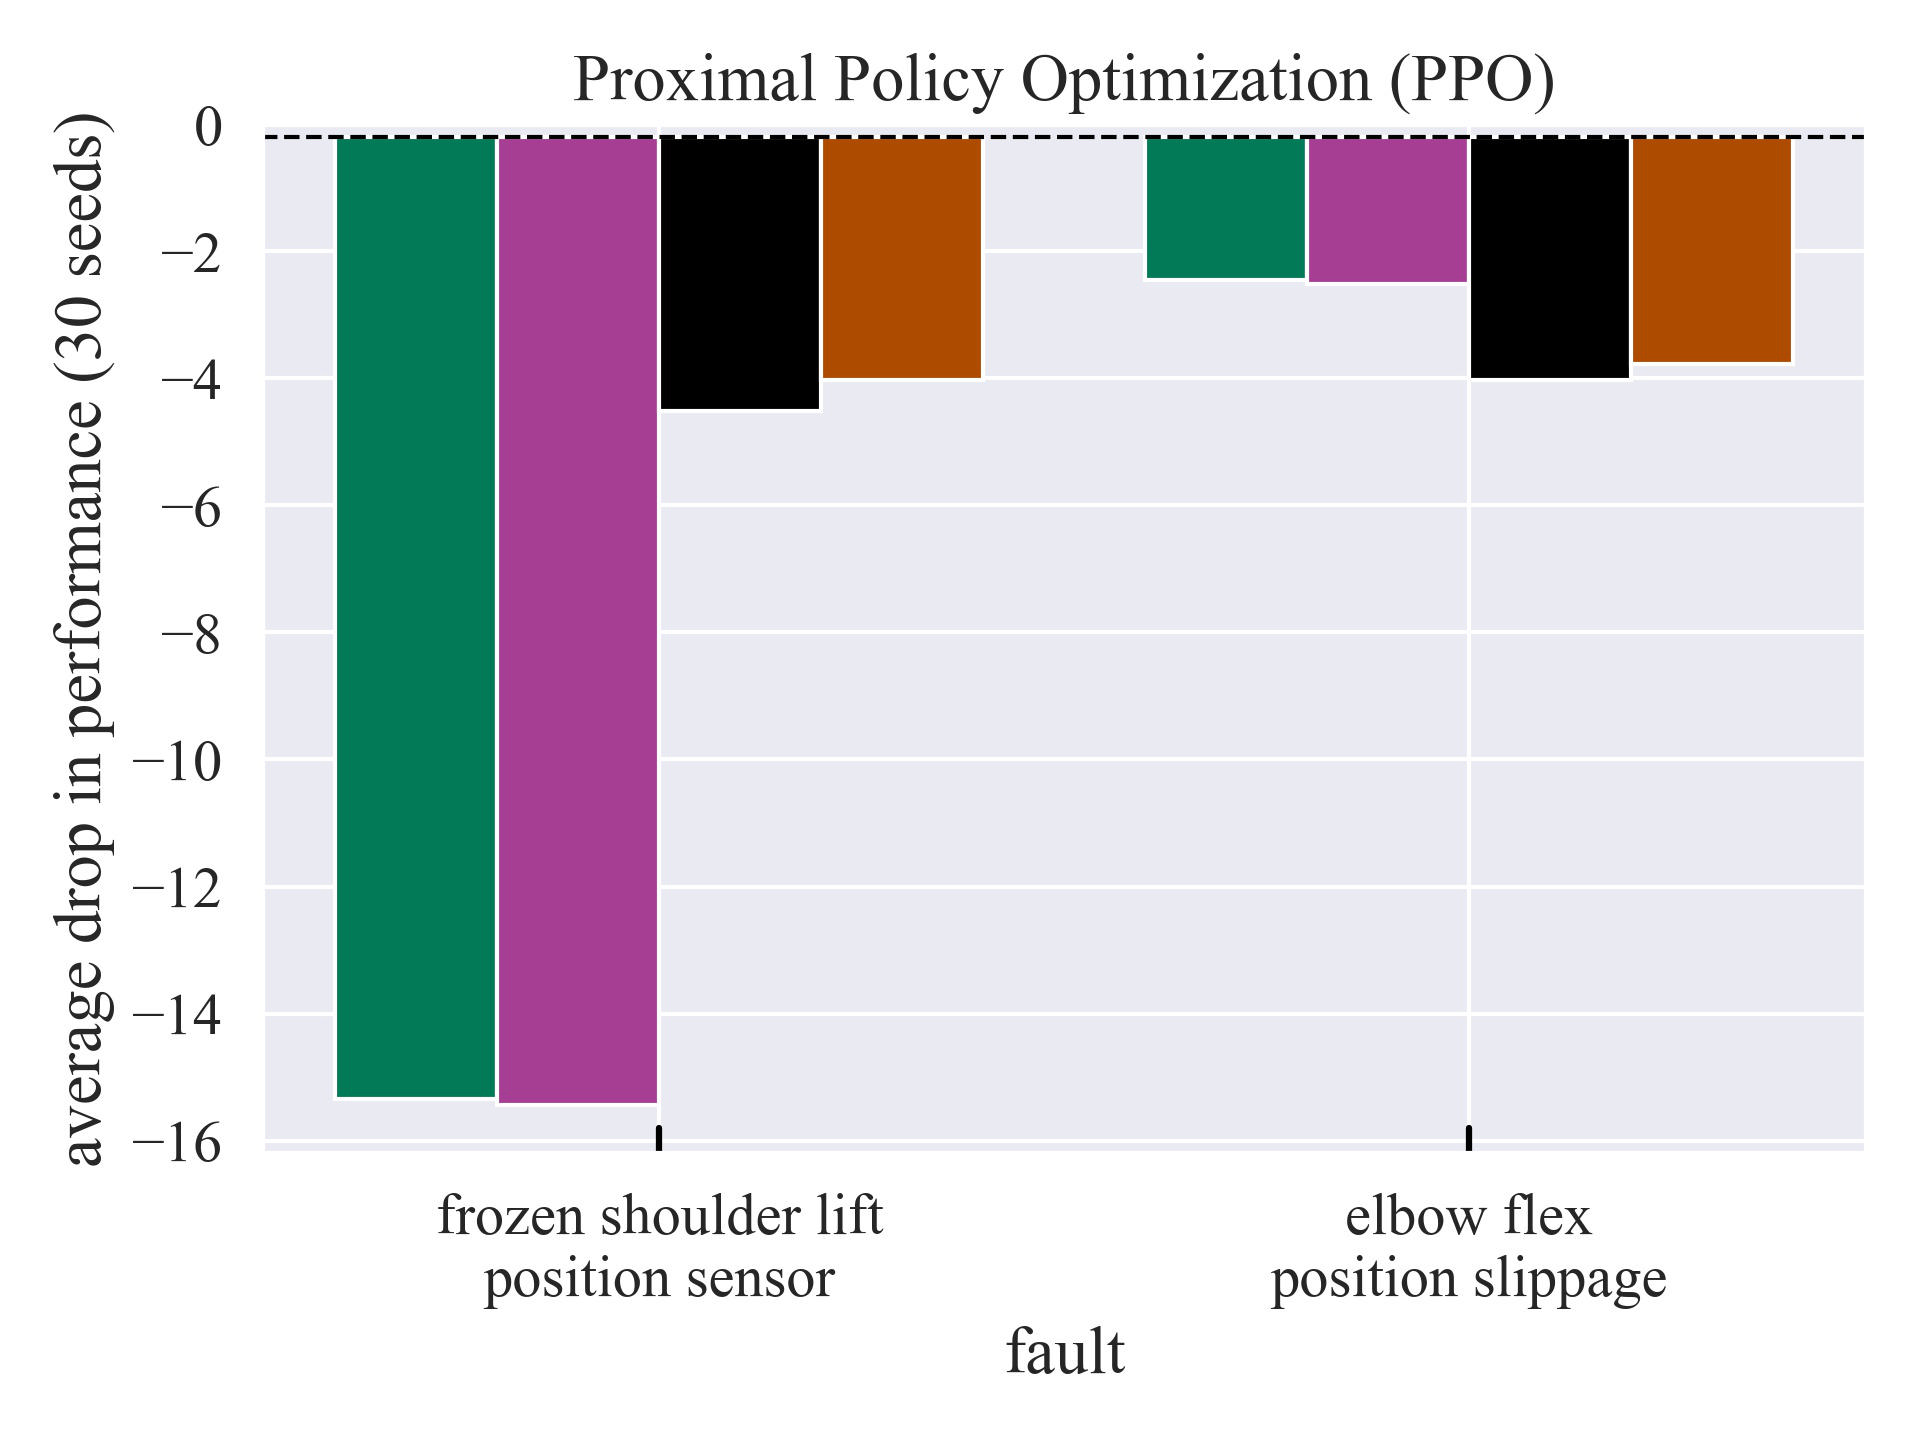 Proximal Policy Optimization (PPO)
average drop in performance (30 seeds)
0
−2
−4
−6
−8
−10
−12
−14
−16
frozen shoulder lift
position sensor
elbow flex
position slippage
fault